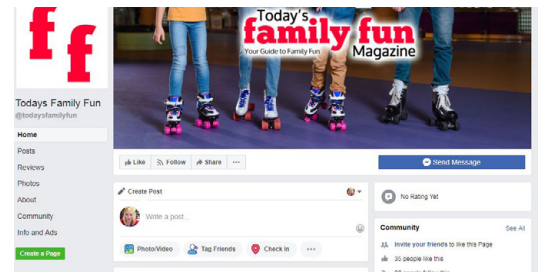 Today's
family fun
Your Guide to Family Fun
Magazine
ff
Todays Family Fun
@todaysfamilyfun
Home
Posts
Reviews
Photos
About
Community
Info and Ads
Create a Page
Like
Follow
Share
Send Message
Create Post
Write a post...
Photo/Video
Tag Friends
Check in
No Rating Yet
Community
See All
Invite your friends to like this Page
35 people like this
people follow this